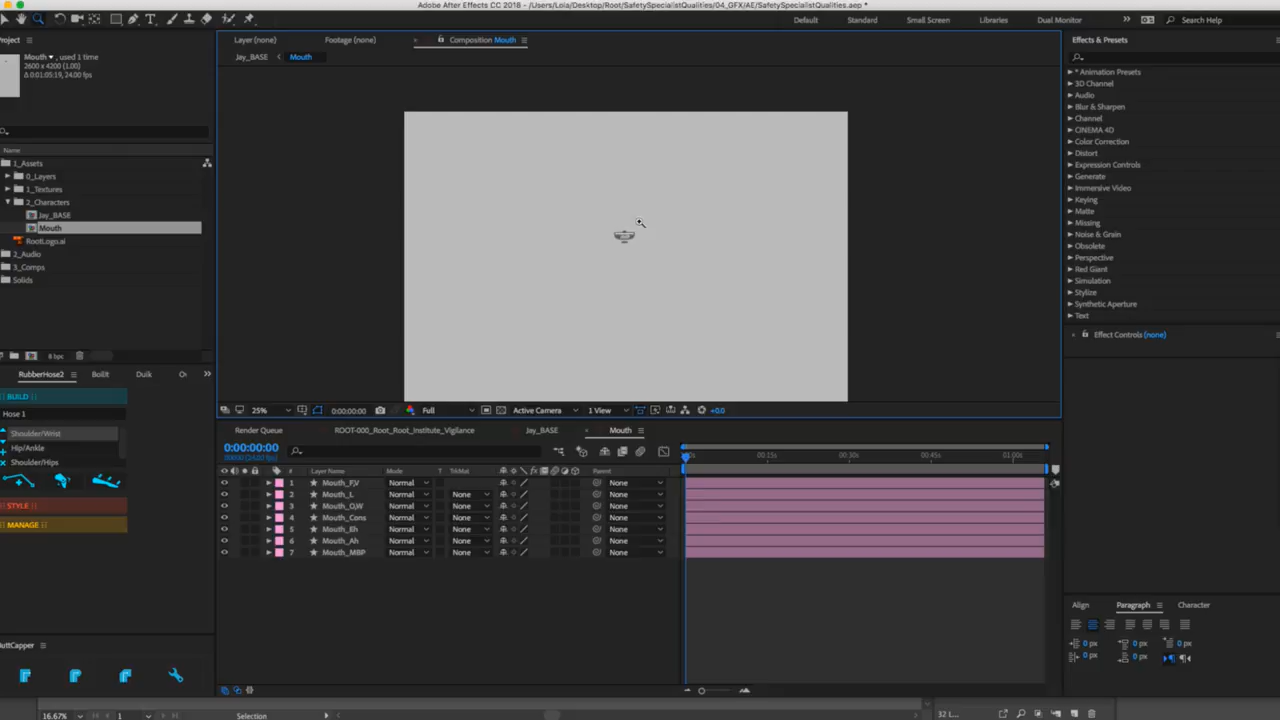 Adobe After Effects CC 2018 - /Users/Lola/Desktop/Root/SafetySpecialistQualities/04_GFX/AE/SafetySpecialistQualities.aep *
Default Standard Small Screen Libraries Dual Monitor Search Help
Project
Layer (none) Footage (none) Composition Mouth
Effects & Presets
Mouth , used 1 time
2600 x 4200 (1.00)
Δ 0:01:05:19, 24.00 fps
Jay_BASE Mouth
* Animation Presets
3D Channel
Audio
Blur & Sharpen
Channel
CINEMA 4D
Color Correction
Distort
Expression Controls
Generate
Immersive Video
Keying
Matte
Missing
Noise & Grain
Obsolete
Perspective
Red Giant
Simulation
Stylize
Synthetic Aperture
Text
Effect Controls (none)
Name
1_Assets
0_Layers
1_Textures
2_Characters
Jay_BASE
Mouth
RootLogo.ai
2_Audio
3_Comps
Solids
8 bpc
RubberHose2 Duik
BUILD
Hose 1
Shoulder/Wrist
Hip/Ankle
Shoulder/Hips
STYLE
MANAGE
ButtCapper
25% 0:00:00:00 Full Active Camera 1 View +0.0
Render Queue ROOT-000_Root_Root_Institute_Vigilance Jay_BASE Mouth
0:00:00:00
00:15s 00:30s 00:45s 01:00s
# Layer Name Mode T TrkMat Parent
1 Mouth_F,V Normal None
2 Mouth_L Normal None None
3 Mouth_O,W Normal None None
4 Mouth_Cons Normal None None
5 Mouth_Eh Normal None None
6 Mouth_Ah Normal None None
7 Mouth_MBP Normal None None
Align Paragraph Character
0 px 0 px 0 px
0 px 0 px
16.67% 1 Selection 32 L...